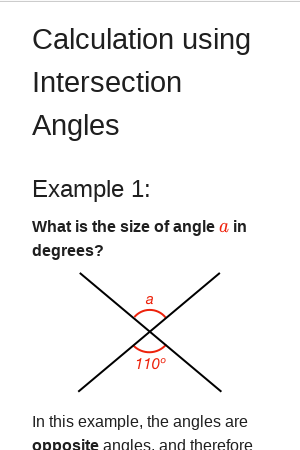 Calculation using
Intersection
Angles
Example 1:
What is the size of angle a in
degrees?
a
110°
In this example, the angles are
opposite angles, and therefore